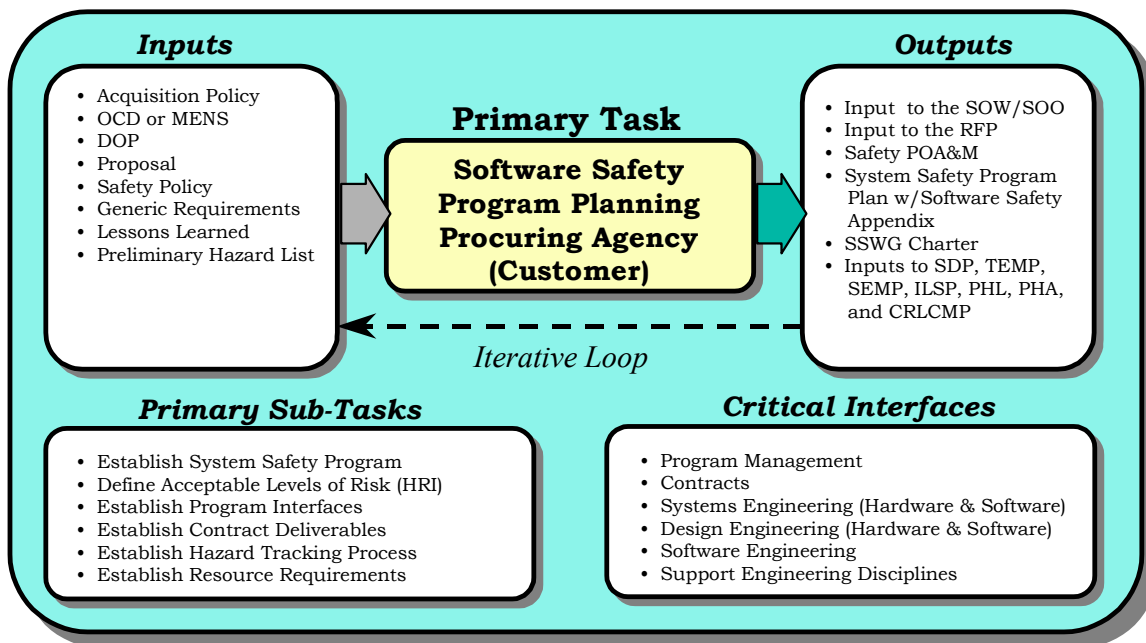 Inputs
• Acquisition Policy
• OCD or MENS
• DOP
• Proposal
• Safety Policy
• Generic Requirements
• Lessons Learned
• Preliminary Hazard List
Primary Task
Software Safety
Program Planning
Procuring Agency
(Customer)
Outputs
• Input to the SOW/SOO
• Input to the RFP
• Safety POA&M
• System Safety Program
Plan w/Software Safety
Appendix
• SSWG Charter
• Inputs to SDP, TEMP,
SEMP, ILSP, PHL, PHA,
and CRLCMP
Iterative Loop
Primary Sub-Tasks
• Establish System Safety Program
• Define Acceptable Levels of Risk (HRI)
• Establish Program Interfaces
• Establish Contract Deliverables
• Establish Hazard Tracking Process
• Establish Resource Requirements
Critical Interfaces
• Program Management
• Contracts
• Systems Engineering (Hardware & Software)
• Design Engineering (Hardware & Software)
• Software Engineering
• Support Engineering Disciplines